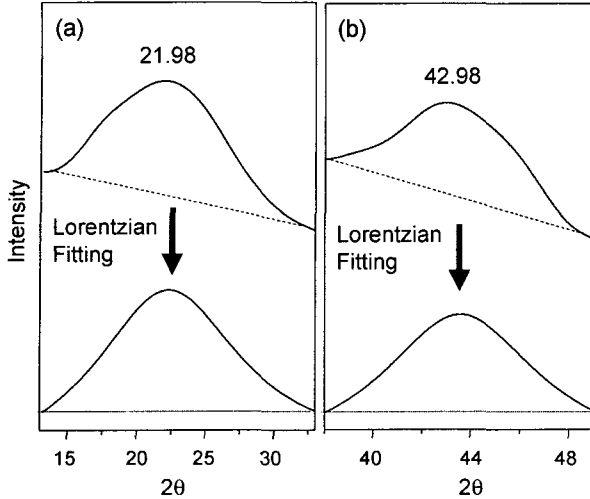 (a)
21.98
Intensity
Lorentzian
Fitting
15 20 25 30
2θ
(b)
42.98
Lorentzian
Fitting
40 44 48
2θ